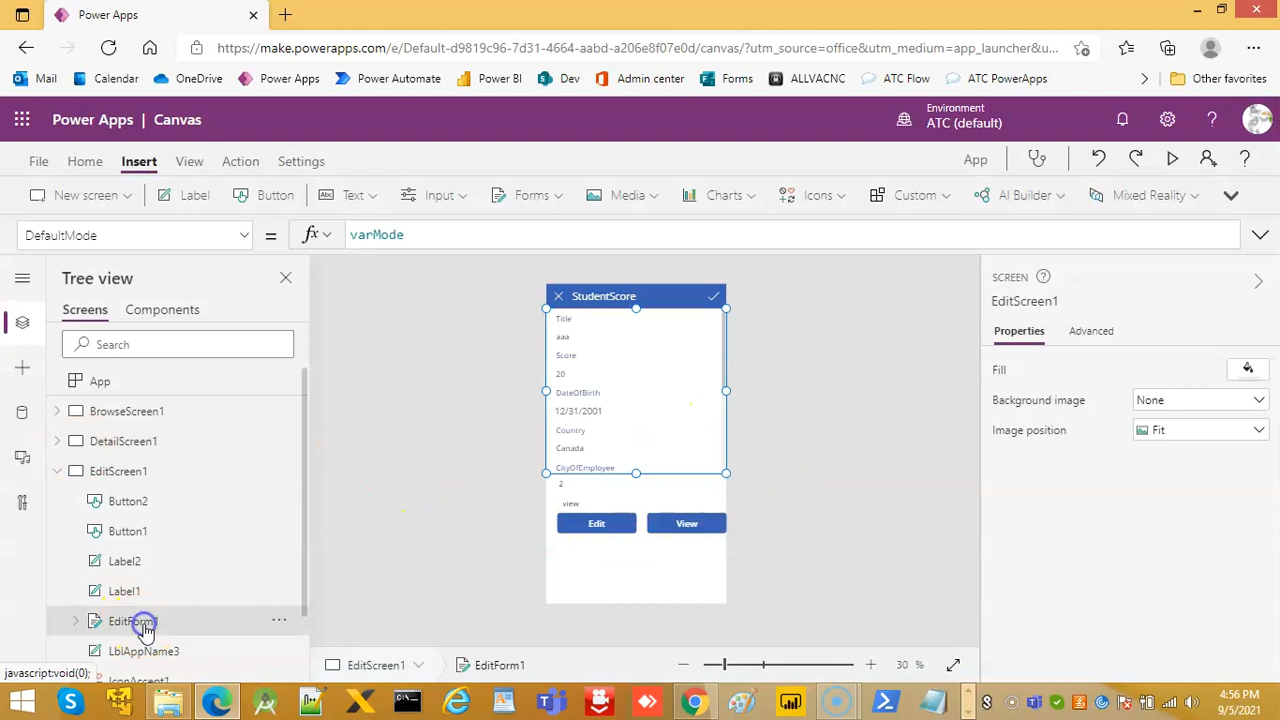 Power Apps
https://make.powerapps.com/e/Default-d9819c96-7d31-4464-aabd-a206e8f07e0d/canvas/?utm_source=office&utm_medium=app_launcher&u...
Mail Calendar OneDrive Power Apps Power Automate Power BI Dev Admin center Forms ALLVACNC ATC Flow ATC PowerApps Other favorites
Power Apps | Canvas
Environment
ATC (default)
File Home Insert View Action Settings App
New screen Label Button Text Input Forms Media Charts Icons Custom AI Builder Mixed Reality
DefaultMode = fx varMode
Tree view
Screens Components
Search
App
BrowseScreen1
DetailScreen1
EditScreen1
Button2
Button1
Label2
Label1
EditForm1
LblAppName3
IconAccept1
StudentScore
Title
aaa
Score
20
DateOfBirth
12/31/2001
Country
Canada
CityOfEmployee
2
view
Edit View
SCREEN
EditScreen1
Properties Advanced
Fill
Background image None
Image position Fit
javascript:void(0);
EditScreen1 EditForm1 30 %
4:56 PM
9/5/2021